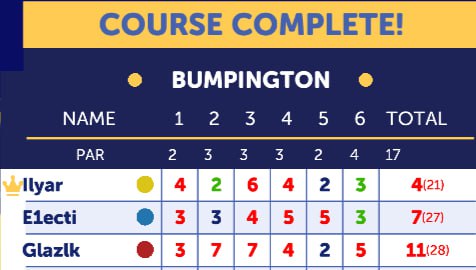 COURSE COMPLETE!
BUMPINGTON
NAME 1 2 3 4 5 6 TOTAL
PAR 2 3 3 3 2 4 17
Ilyar 4 2 6 4 2 3 4(21)
E1ecti 3 3 4 5 5 3 7(27)
Glazlk 3 7 7 4 2 5 11(28)